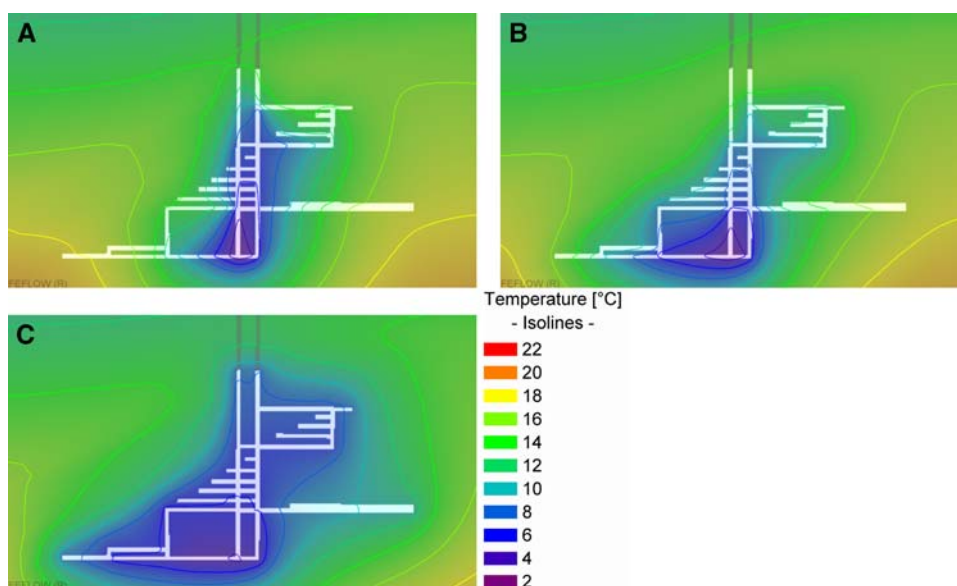 A
B
FEFLOW (R)
FEFLOW (R)
Temperature [°C]
- Isolines -
C
22
20
18
16
14
12
10
8
6
4
2
FEFLOW (R)